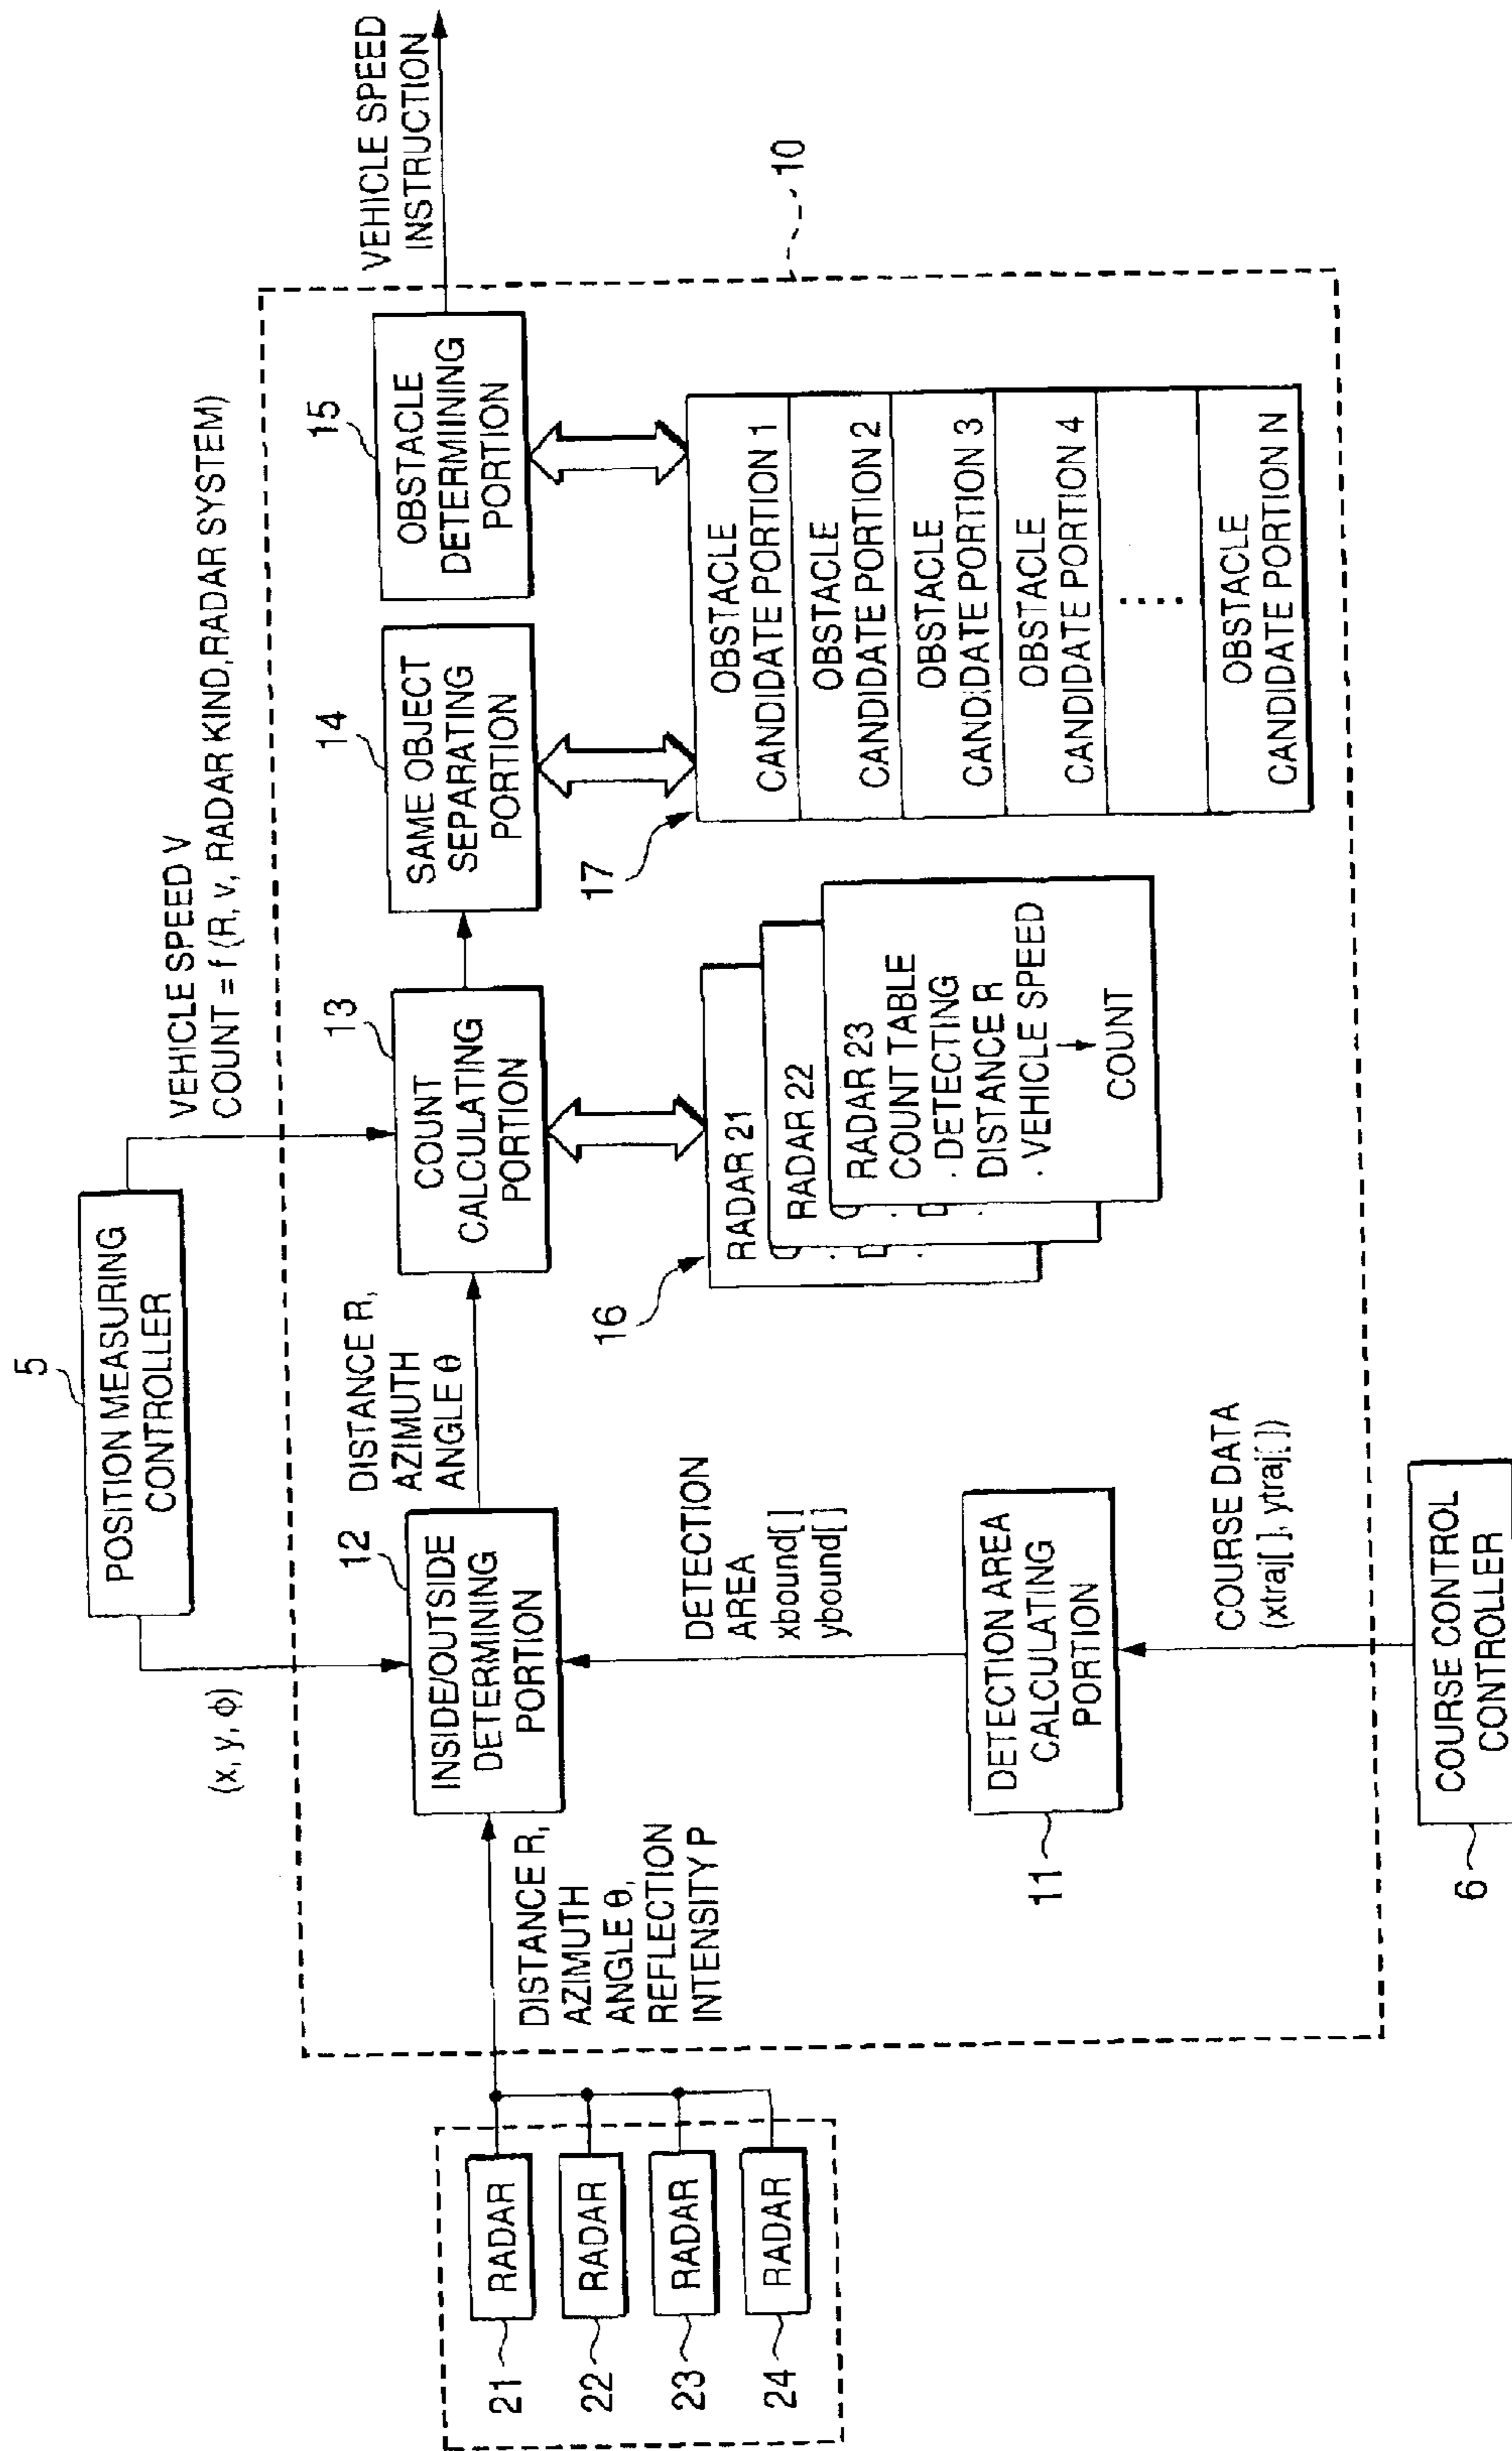 5
POSITION MEASURING
CONTROLLER
(x, y, ϕ)
VEHICLE SPEED V
COUNT = f (R, v, RADAR KIND,RADAR SYSTEM)
VEHICLE SPEED
INSTRUCTION
10
21
RADAR
22
RADAR
23
RADAR
24
RADAR
DISTANCE R,
AZIMUTH
ANGLE θ,
REFLECTION
INTENSITY P
12
INSIDE/OUTSIDE
DETERMINING
PORTION
DISTANCE R,
AZIMUTH
ANGLE θ
13
COUNT
CALCULATING
PORTION
14
SAME OBJECT
SEPARATING
PORTION
15
OBSTACLE
DETERMIINING
PORTION
DETECTION
AREA
xbound[ ]
ybound[ ]
11
DETECTION AREA
CALCULATING
PORTION
COURSE DATA
(xtraj[ ], ytraj[ ])
6
COURSE CONTROL
CONTROLLER
16
RADAR 21
RADAR 22
RADAR 23
COUNT TABLE
. DETECTING
DISTANCE R
. VEHICLE SPEED
COUNT
17
OBSTACLE
CANDIDATE PORTION 1
OBSTACLE
CANDIDATE PORTION 2
OBSTACLE
CANDIDATE PORTION 3
OBSTACLE
CANDIDATE PORTION 4
....
OBSTACLE
CANDIDATE PORTION N